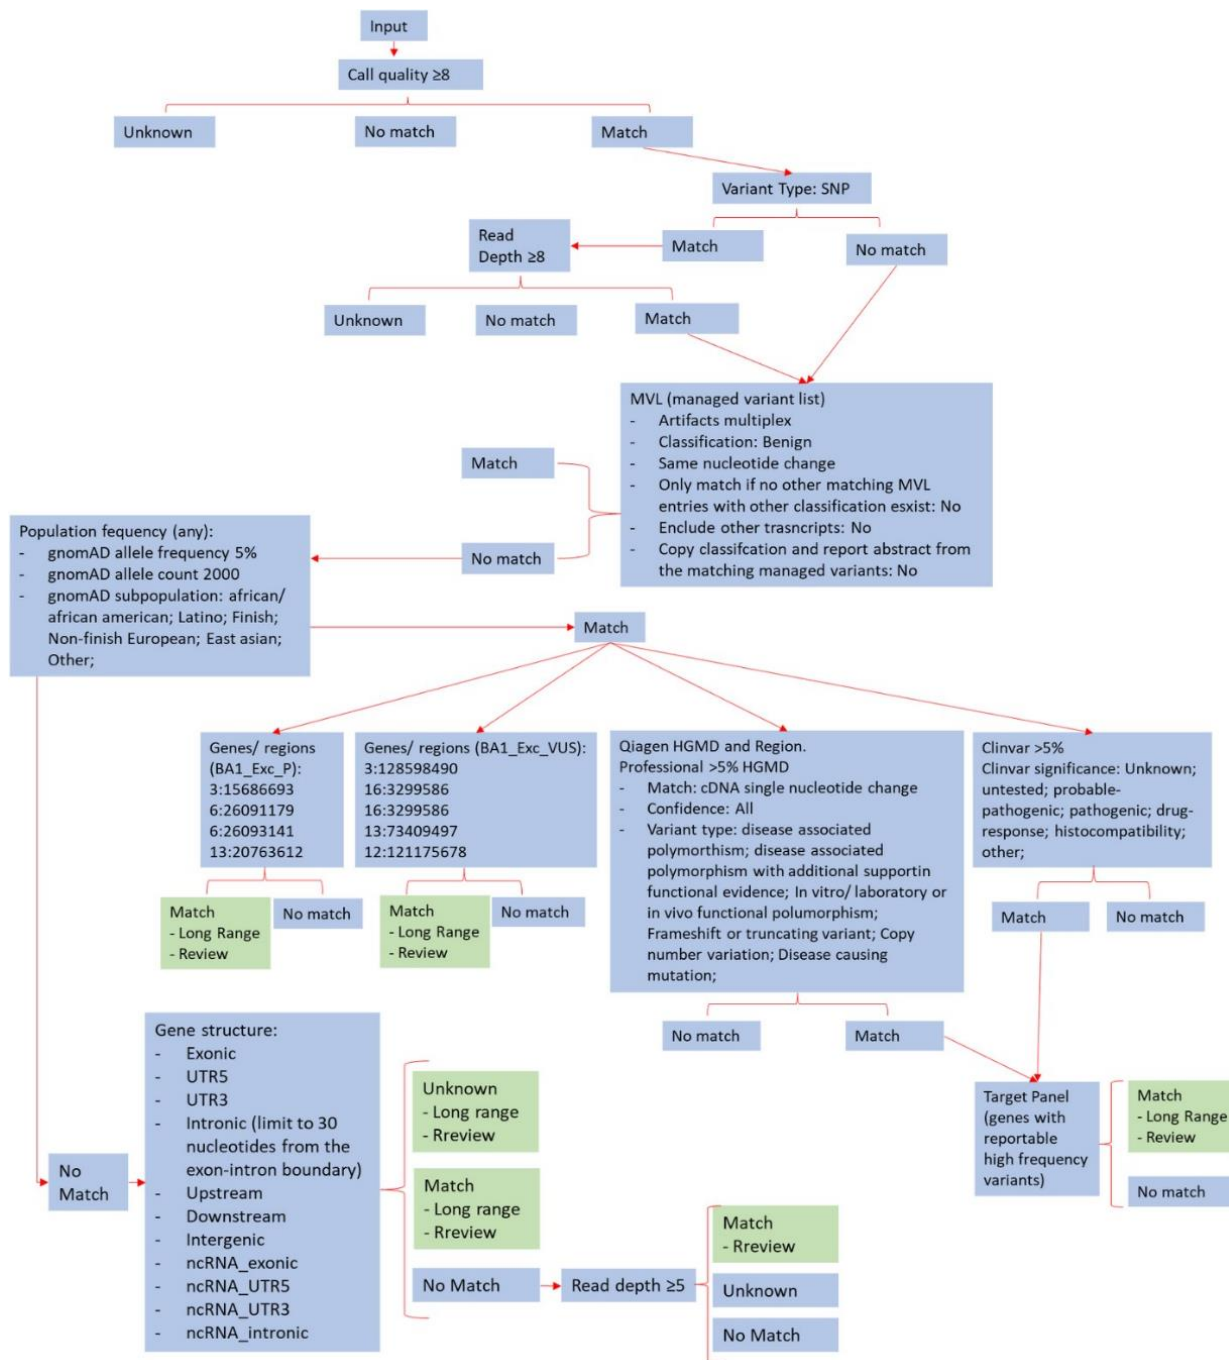 Input
Call quality ≥8
Unknown
No match
Match
Variant Type: SNP
Read
Depth ≥8
Match
No match
Unknown
No match
Match
MVL (managed variant list)
- Artifacts multiplex
- Classification: Benign
- Same nucleotide change
- Only match if no other matching MVL
entries with other classification esxist: No
- Enclude other trasncripts: No
- Copy classifcation and report abstract from
the matching managed variants: No
Match
No match
Population fequency (any):
- gnomAD allele frequency 5%
- gnomAD allele count 2000
- gnomAD subpopulation: african/
african american; Latino; Finish;
Non-finish European; East asian;
Other;
Match
Genes/ regions
(BA1_Exc_P):
3:15686693
6:26091179
6:26093141
13:20763612
Match
- Long Range
- Review
No match
Genes/ regions (BA1_Exc_VUS):
3:128598490
16:3299586
16:3299586
13:73409497
12:121175678
Match
- Long Range
- Review
No match
Qiagen HGMD and Region.
Professional >5% HGMD
- Match: cDNA single nucleotide change
- Confidence: All
- Variant type: disease associated
polymorthism; disease associated
polymorphism with additional supportin
functional evidence; In vitro/ laboratory or
in vivo functional polumorphism;
Frameshift or truncating variant; Copy
number variation; Disease causing
mutation;
No match
Match
Clinvar >5%
Clinvar significance: Unknown;
untested; probable-
pathogenic; pathogenic; drug-
response; histocompatibility;
other;
Match
No match
Target Panel
(genes with
reportable
high frequency
variants)
Match
- Long Range
- Review
No match
No
Match
Gene structure:
- Exonic
- UTR5
- UTR3
- Intronic (limit to 30
nucleotides from the
exon-intron boundary)
- Upstream
- Downstream
- Intergenic
- ncRNA_exonic
- ncRNA_UTR5
- ncRNA_UTR3
- ncRNA_intronic
Unknown
- Long range
- Rreview
Match
- Long range
- Rreview
No Match
Read depth ≥5
Match
- Rreview
Unknown
No Match